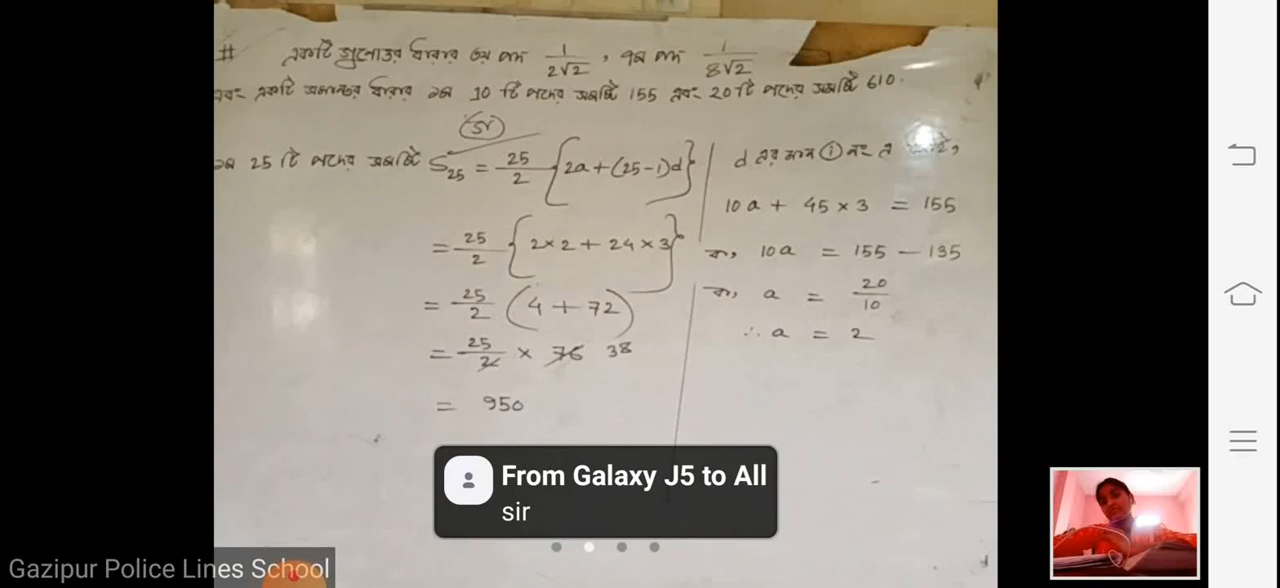 # একটি গুনোত্তর ধারার ৩য় পদ 1/2√2, ৭ম পদ 1/8√2
এবং একটি সমান্তর ধারার ১ম 10 টি পদের সমষ্টি 155 এবং 20 টি পদের সমষ্টি 610.
১ম 25 টি পদের সমষ্টি S₂₅ = 25/2 {2a+(25-1)d}
= 25/2 {2×2 + 24×3}
= 25/2 (4 + 72)
= 25/2 × 76 38
= 950
d এর মান ① নং এ
10a + 45 × 3 = 155
বা, 10a = 155 - 135
বা, a = 20/10
∴ a = 2
From Galaxy J5 to All
sir
Gazipur Police Lines School